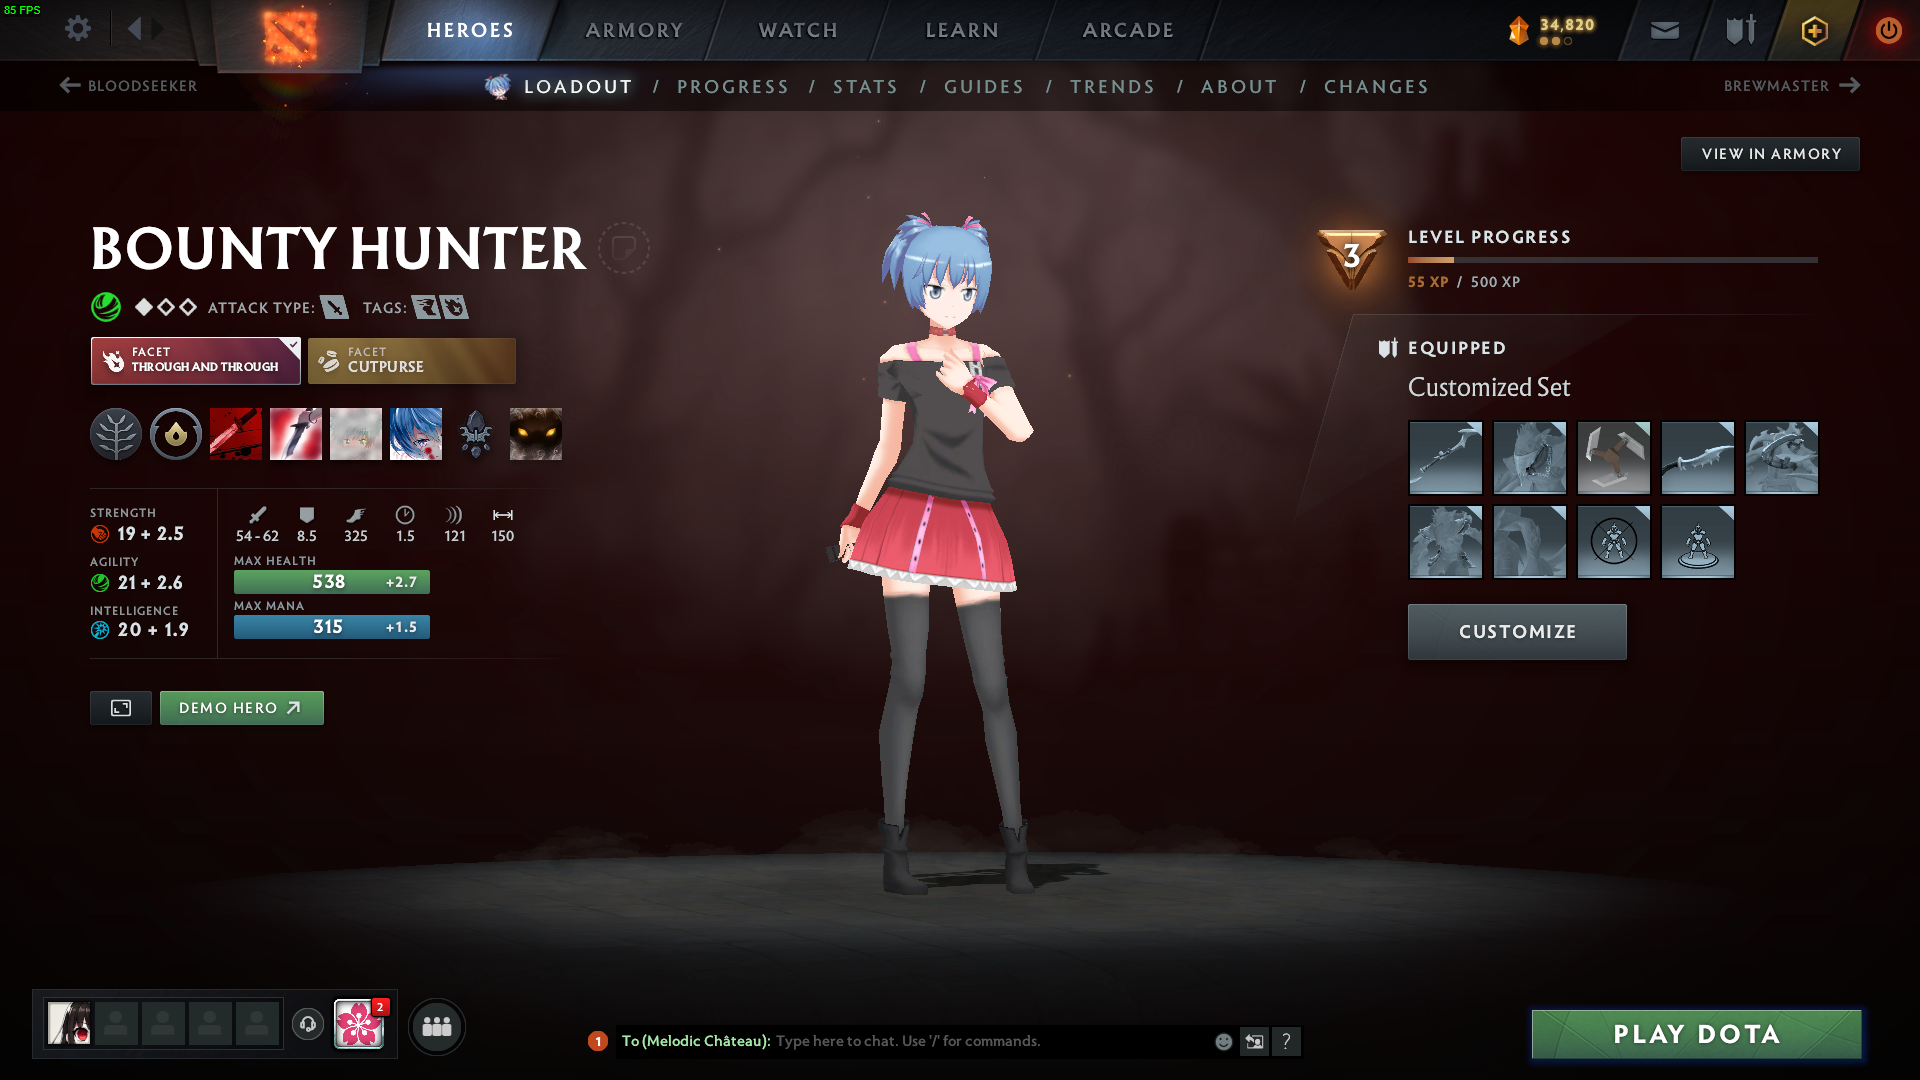 85 FPS
HEROES
ARMORY
WATCH
LEARN
ARCADE
34,820
BLOODSEEKER
LOADOUT / PROGRESS / STATS / GUIDES / TRENDS / ABOUT / CHANGES
BREWMASTER
VIEW IN ARMORY
BOUNTY HUNTER
ATTACK TYPE:
TAGS:
FACET
THROUGH AND THROUGH
FACET
CUTPURSE
STRENGTH
19 + 2.5
AGILITY
21 + 2.6
INTELLIGENCE
20 + 1.9
54-62
8.5
325
1.5
121
150
MAX HEALTH
538 +2.7
MAX MANA
315 +1.5
DEMO HERO
3
LEVEL PROGRESS
55 XP / 500 XP
EQUIPPED
Customized Set
CUSTOMIZE
2
1
To (Melodic Château): Type here to chat. Use '/' for commands.
?
PLAY DOTA